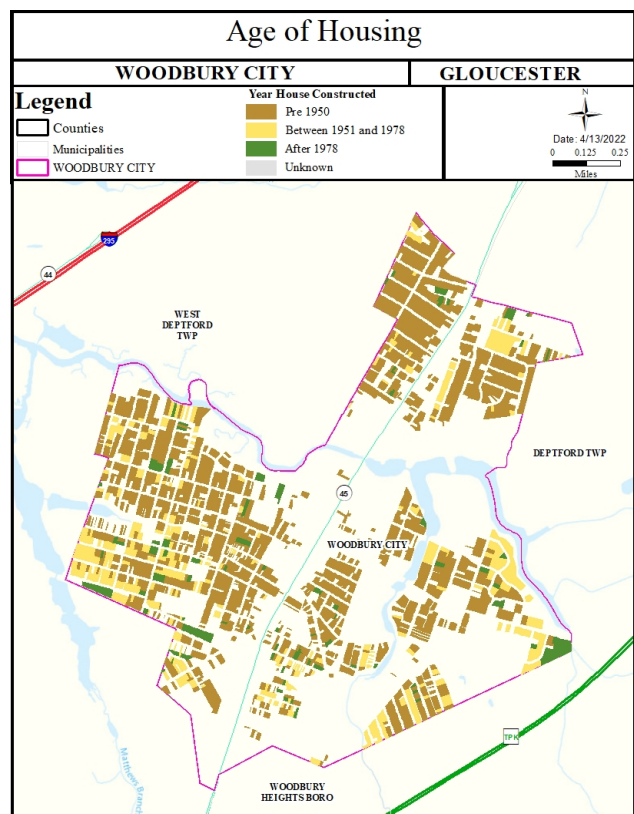 Age of Housing
WOODBURY CITY
GLOUCESTER
Legend
Counties
Municipalities
WOODBURY CITY
Year House Constructed
Pre 1950
Between 1951 and 1978
After 1978
Unknown
N
Date: 4/13/2022
0 0.125 0.25
Miles
295
44
WEST
DEPTFORD
TWP
DEPTFORD TWP
45
WOODBURY CITY
TPK
Matthews Branch
WOODBURY
HEIGHTS BORO